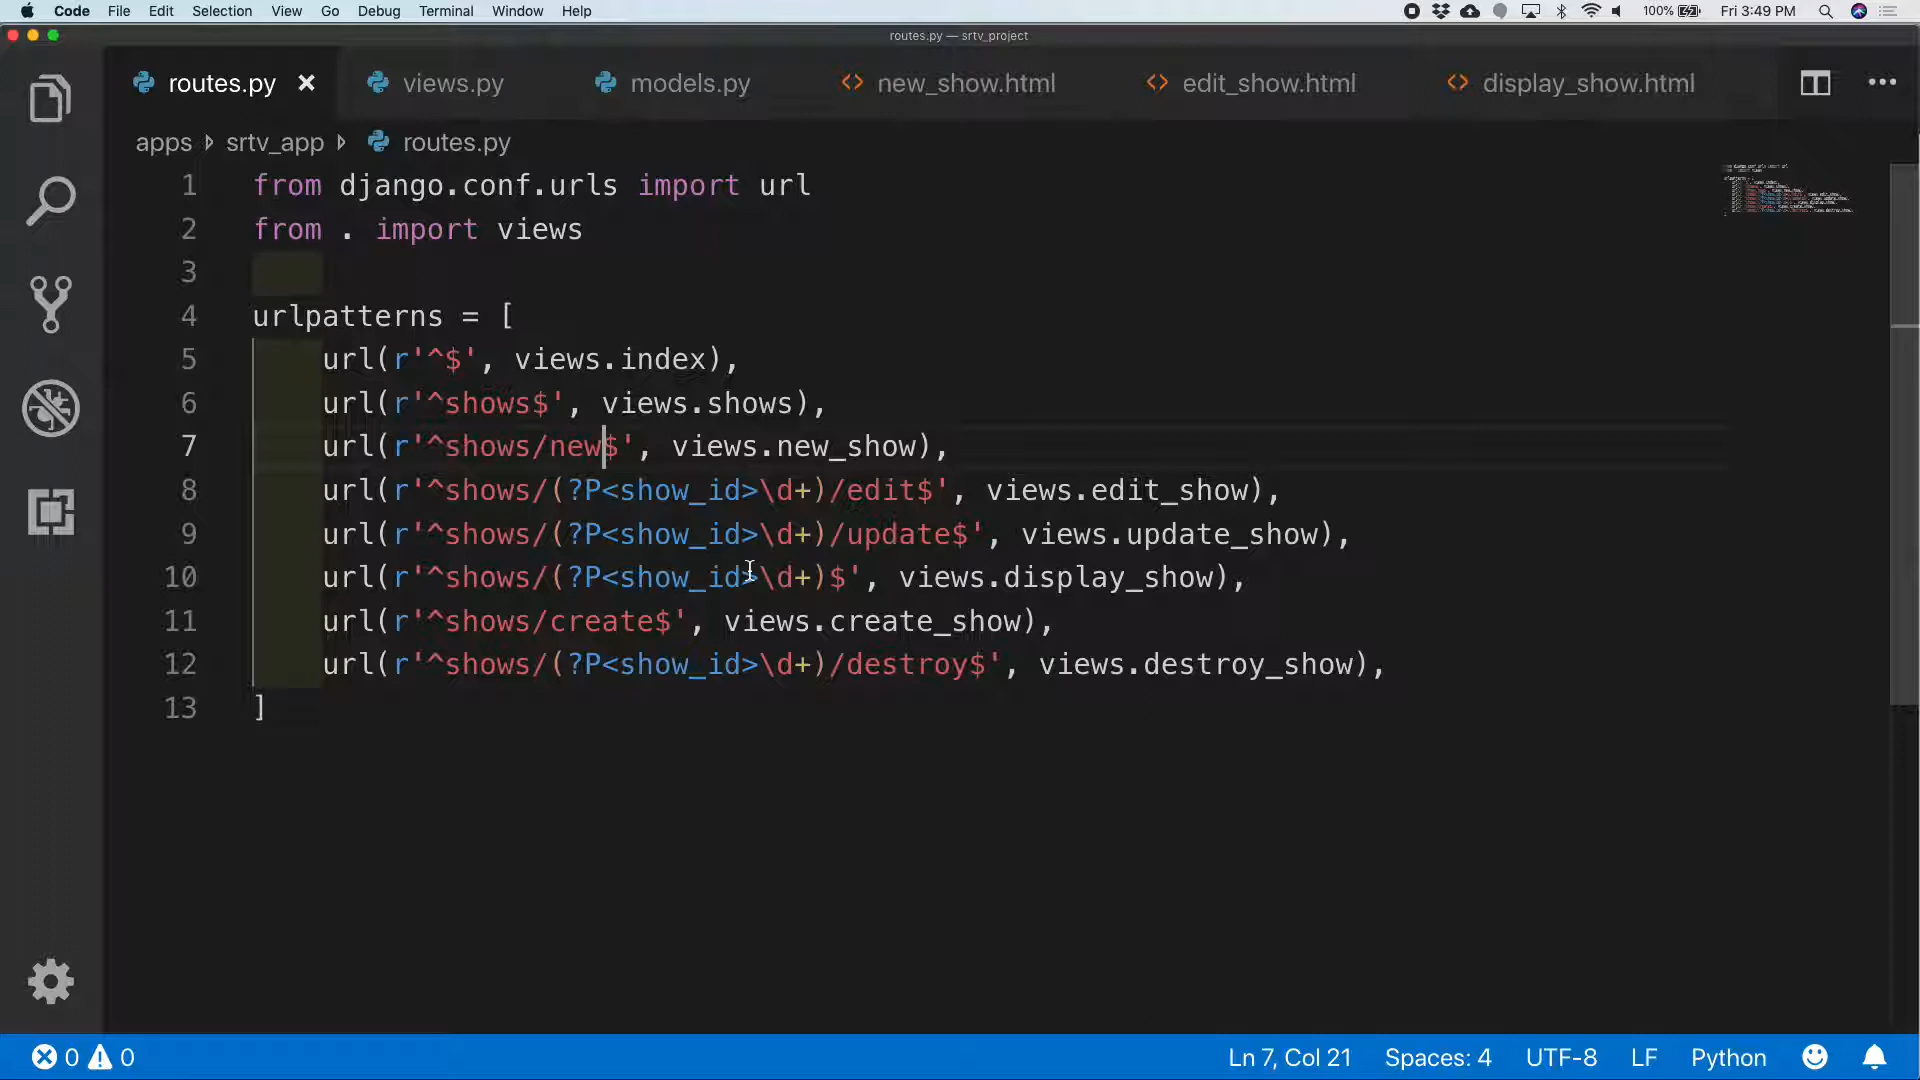 Code File Edit Selection View Go Debug Terminal Window Help 100% Fri 3:49 PM
routes.py — srtv_project
routes.py views.py models.py new_show.html edit_show.html display_show.html
apps srtv_app routes.py
1 from django.conf.urls import url
2 from . import views
3
4 urlpatterns = [
5 url(r'^$', views.index),
6 url(r'^shows$', views.shows),
7 url(r'^shows/new$', views.new_show),
8 url(r'^shows/(?P<show_id>\d+)/edit$', views.edit_show),
9 url(r'^shows/(?P<show_id>\d+)/update$', views.update_show),
10 url(r'^shows/(?P<show_id>\d+)$', views.display_show),
11 url(r'^shows/create$', views.create_show),
12 url(r'^shows/(?P<show_id>\d+)/destroy$', views.destroy_show),
13 ]
0 0 Ln 7, Col 21 Spaces: 4 UTF-8 LF Python